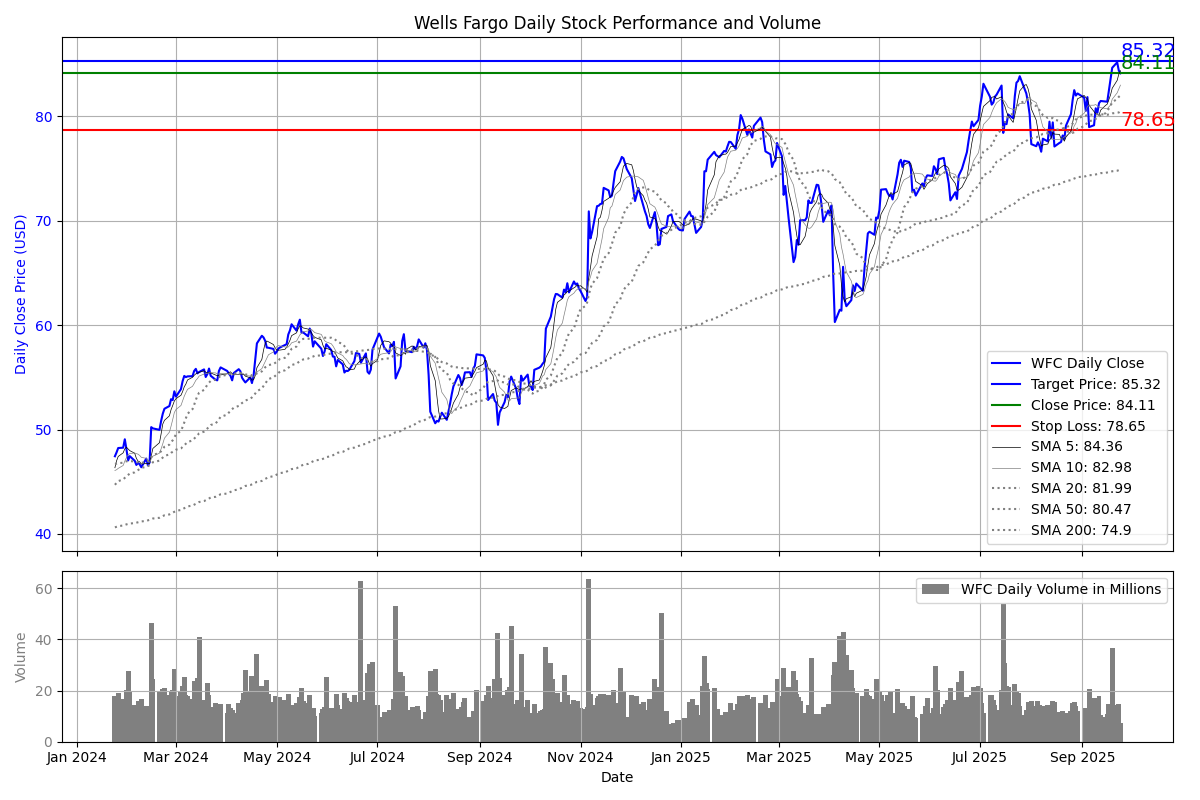 Wells Fargo Daily Stock Performance and Volume
85.32
84.11
78.65
80
70
60
50
40
Daily Close Price (USD)
WFC Daily Close
Target Price: 85.32
Close Price: 84.11
Stop Loss: 78.65
SMA 5: 84.36
SMA 10: 82.98
SMA 20: 81.99
SMA 50: 80.47
SMA 200: 74.9
60
40
20
0
Volume
WFC Daily Volume in Millions
Jan 2024 Mar 2024 May 2024 Jul 2024 Sep 2024 Nov 2024 Jan 2025 Mar 2025 May 2025 Jul 2025 Sep 2025
Date